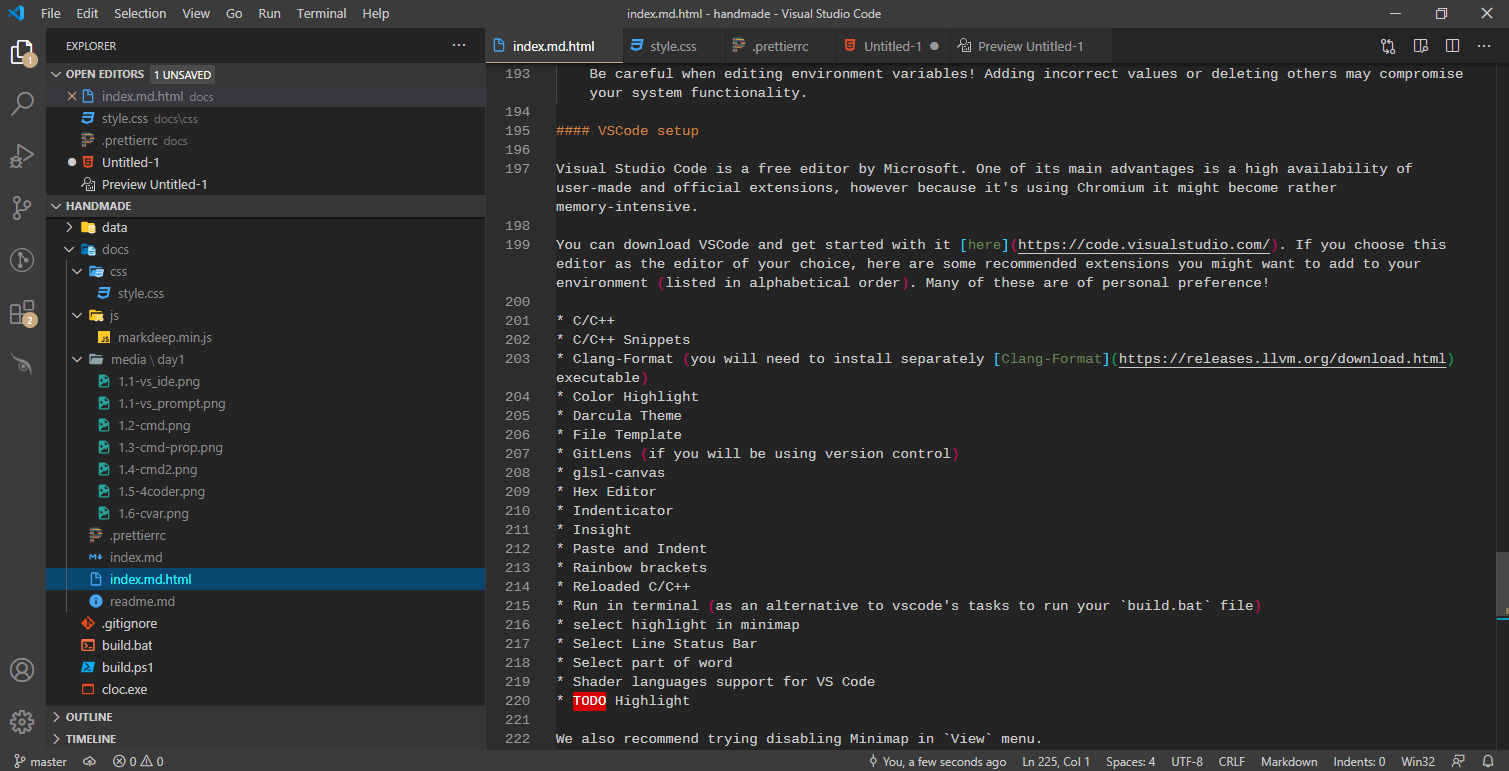 File Edit Selection View Go Run Terminal Help
index.md.html - handmade - Visual Studio Code
1
2
EXPLORER
OPEN EDITORS 1 UNSAVED
index.md.html docs
style.css docs\css
.prettierrc docs
Untitled-1
Preview Untitled-1
HANDMADE
data
docs
css
style.css
js
JS markdeep.min.js
media \ day1
1.1-vs_ide.png
1.1-vs_prompt.png
1.2-cmd.png
1.3-cmd-prop.png
1.4-cmd2.png
1.5-4coder.png
1.6-cvar.png
.prettierrc
M index.md
index.md.html
readme.md
.gitignore
build.bat
build.ps1
cloc.exe
OUTLINE
TIMELINE
index.md.html style.css .prettierrc Untitled-1 Preview Untitled-1
193 Be careful when editing environment variables! Adding incorrect values or deleting others may compromise
your system functionality.
194
195 #### VSCode setup
196
197 Visual Studio Code is a free editor by Microsoft. One of its main advantages is a high availability of
user-made and official extensions, however because it's using Chromium it might become rather
memory-intensive.
198
199 You can download VSCode and get started with it [here](https://code.visualstudio.com/). If you choose this
editor as the editor of your choice, here are some recommended extensions you might want to add to your
environment (listed in alphabetical order). Many of these are of personal preference!
200
201 * C/C++
202 * C/C++ Snippets
203 * Clang-Format (you will need to install separately [Clang-Format](https://releases.llvm.org/download.html)
executable)
204 * Color Highlight
205 * Darcula Theme
206 * File Template
207 * GitLens (if you will be using version control)
208 * glsl-canvas
209 * Hex Editor
210 * Indenticator
211 * Insight
212 * Paste and Indent
213 * Rainbow brackets
214 * Reloaded C/C++
215 * Run in terminal (as an alternative to vscode's tasks to run your `build.bat` file)
216 * select highlight in minimap
217 * Select Line Status Bar
218 * Select part of word
219 * Shader languages support for VS Code
220 * TODO Highlight
221
222 We also recommend trying disabling Minimap in `View` menu.
master 0 0 You, a few seconds ago Ln 225, Col 1 Spaces: 4 UTF-8 CRLF Markdown Indents: 0 Win32